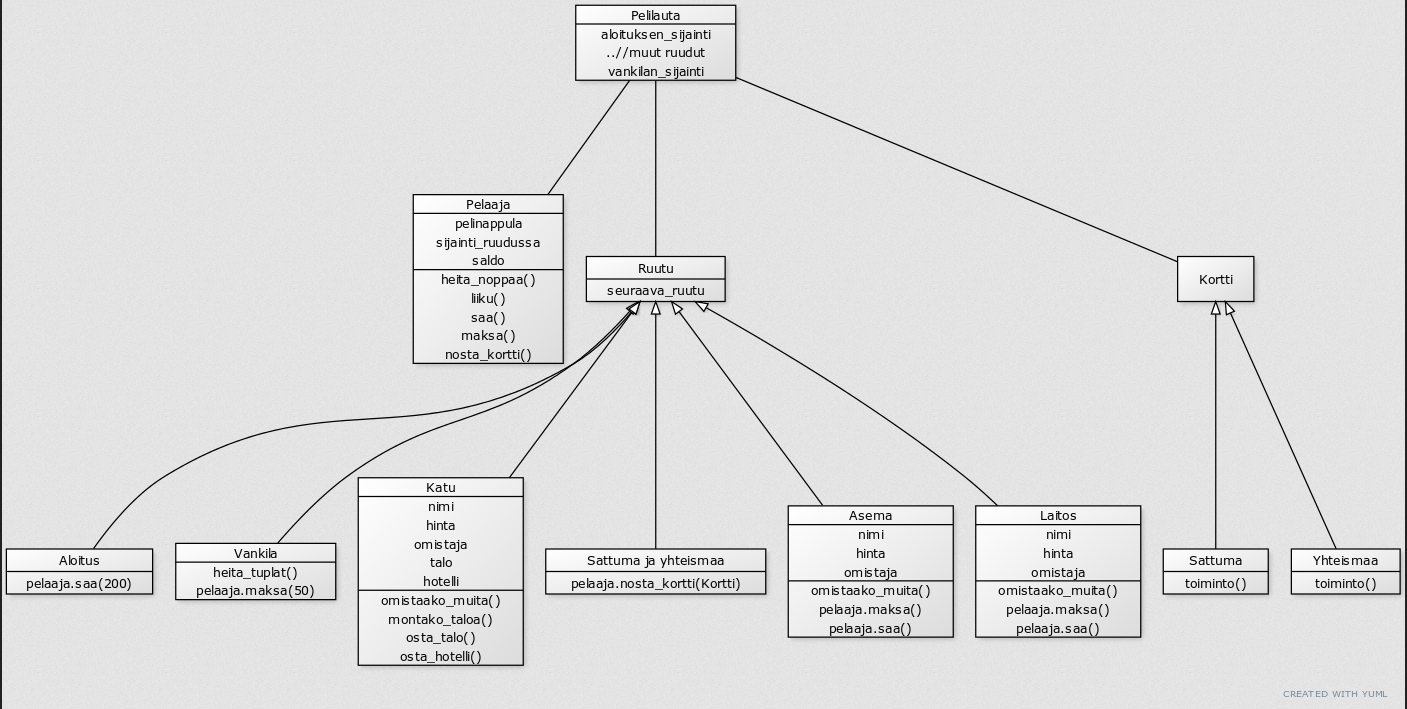 Pelilauta
aloituksen_sijainti
..//muut ruudut
vankilan_sijainti
Pelaaja
pelinappula
sijainti_ruudussa
saldo
heita_noppaa()
liiku()
saa()
maksa()
nosta_kortti()
Ruutu
seuraava_ruutu
Kortti
Aloitus
pelaaja.saa(200)
Vankila
heita_tuplat()
pelaaja.maksa(50)
Katu
nimi
hinta
omistaja
talo
hotelli
omistaako_muita()
montako_taloa()
osta_talo()
osta_hotelli()
Sattuma ja yhteismaa
pelaaja.nosta_kortti(Kortti)
Asema
nimi
hinta
omistaja
omistaako_muita()
pelaaja.maksa()
pelaaja.saa()
Laitos
nimi
hinta
omistaja
omistaako_muita()
pelaaja.maksa()
pelaaja.saa()
Sattuma
toiminto()
Yhteismaa
toiminto()
CREATED WITH YUML